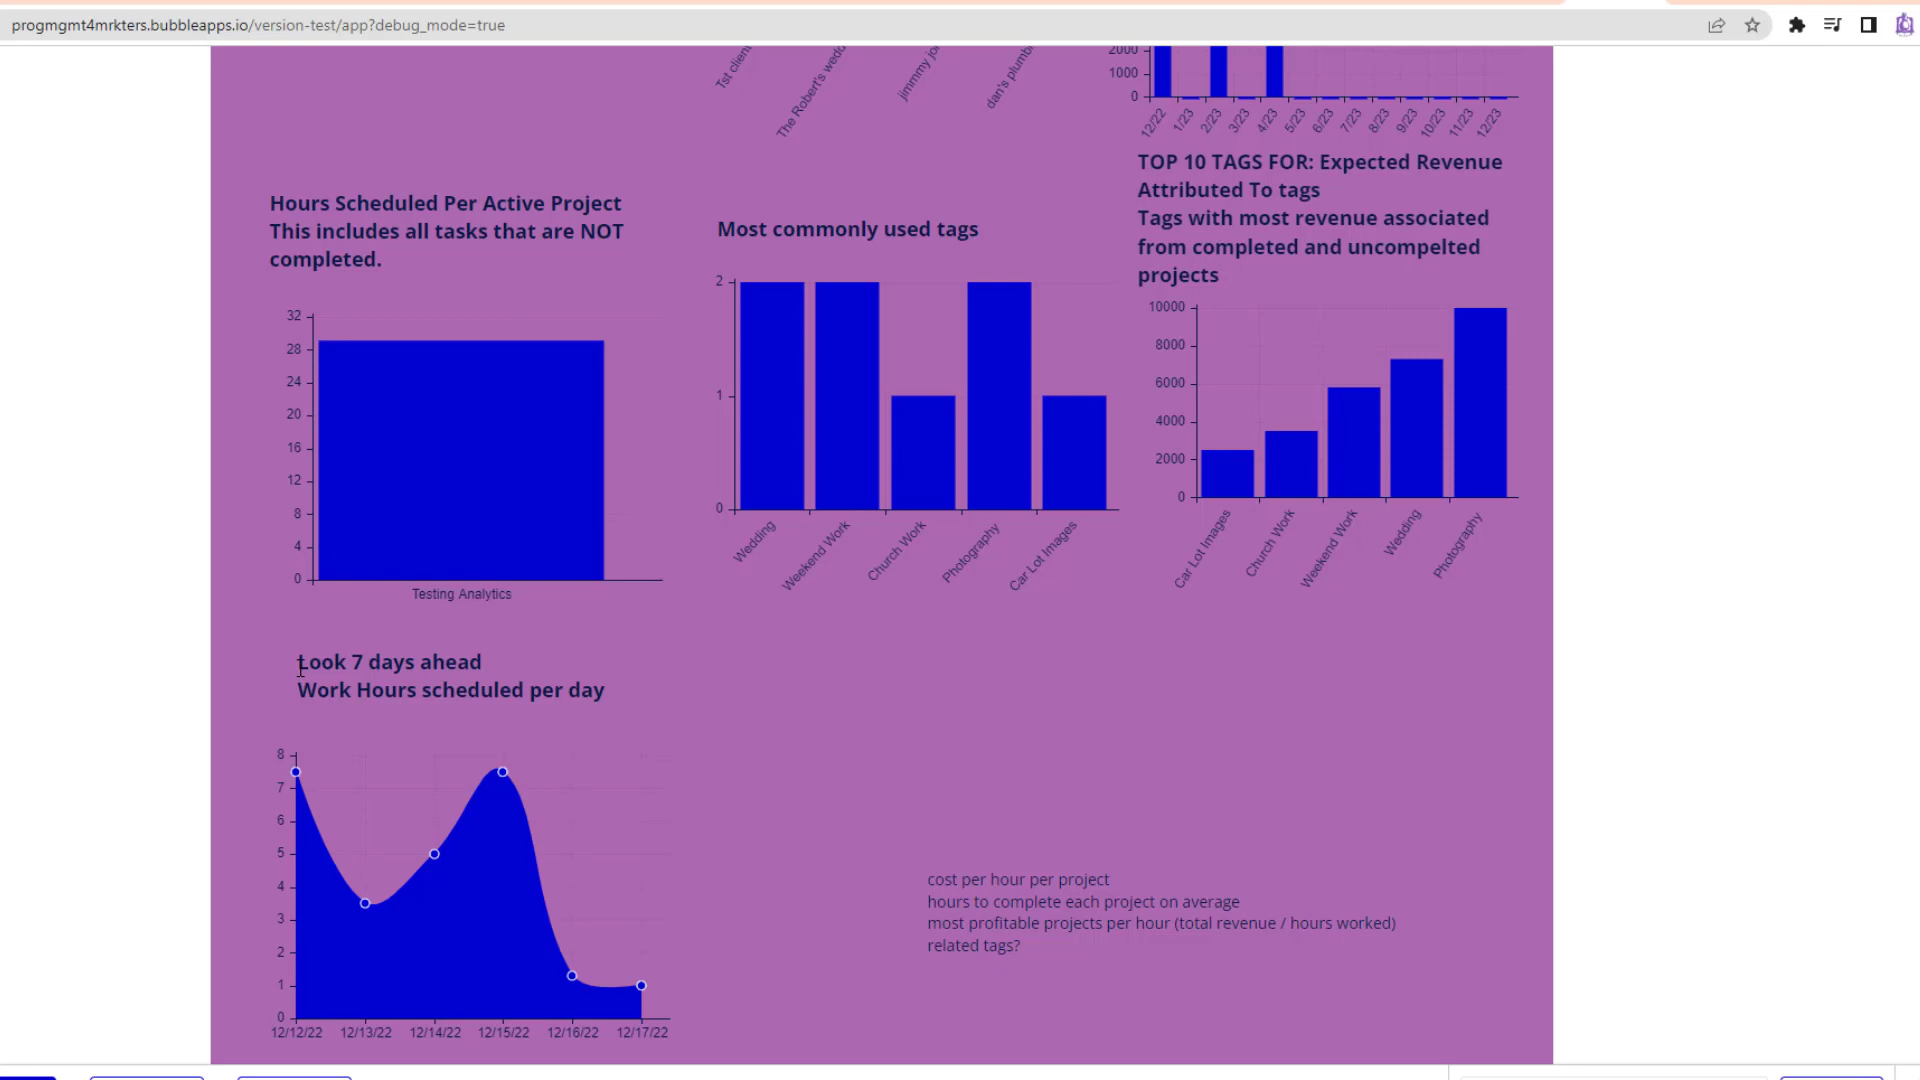 progmgmt4mrkters.bubbleapps.io/version-test/app?debug_mode=true
The Robert's
2000
1000
0
12/22
1/23
2/23
3/23
4/23
5/23
6/23
7/23
8/23
9/23
10/23
11/23
12/23
Hours Scheduled Per Active Project
This includes all tasks that are NOT
completed.
32
28
24
20
16
12
8
4
0
Testing Analytics
Most commonly used tags
2
1
0
Wedding
Weekend Work
Church Work
Photography
Car Lot Images
TOP 10 TAGS FOR: Expected Revenue
Attributed To tags
Tags with most revenue associated
from completed and uncompelted
projects
10000
8000
6000
4000
2000
0
Car Lot Images
Church Work
Weekend Work
Wedding
Photography
Look 7 days ahead
Work Hours scheduled per day
8
7
6
5
4
3
2
1
0
12/12/22
12/13/22
12/14/22
12/15/22
12/16/22
12/17/22
cost per hour per project
hours to complete each project on average
most profitable projects per hour (total revenue / hours worked)
related tags?